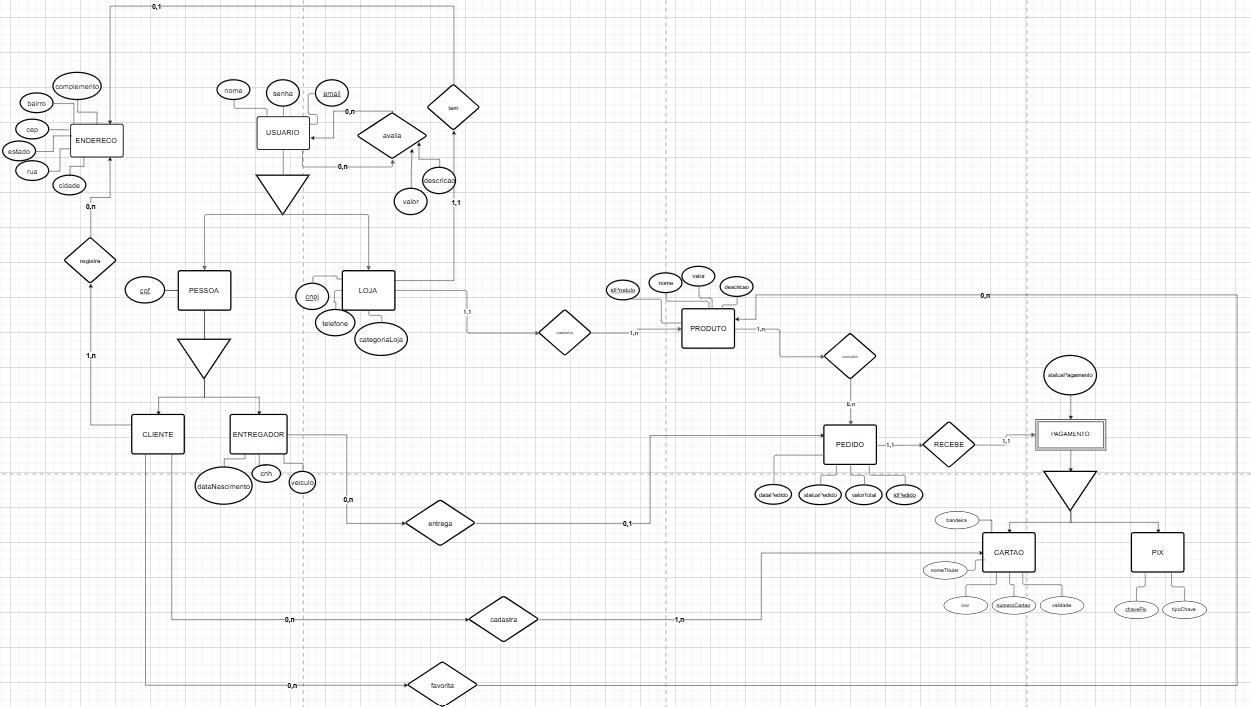 0,1
complemento
nome
senha
email
bairro
tem
0,n
cep
ENDERECO
USUARIO
avalia
estado
0,n
rua
cidade
descricao
valor
0,n
1,1
registra
PESSOA
cpf
LOJA
cnpj
telefone
categoriaLoja
1,1
cadastra
1,n
idProduto
nome
valor
descricao
PRODUTO
1,n
0,n
1,n
statusPagamento
0,n
CLIENTE
ENTREGADOR
PEDIDO
1,1
RECEBE
1,1
PAGAMENTO
dataNascimento
cnh
veiculo
dataPedido
statusPedido
valorTotal
idPedido
0,n
entrega
0,1
bandeira
CARTAO
PIX
nomeTitular
cvv
numeroCartao
validade
chavePix
tipoChave
0,n
cadastra
1,n
0,n
favorita